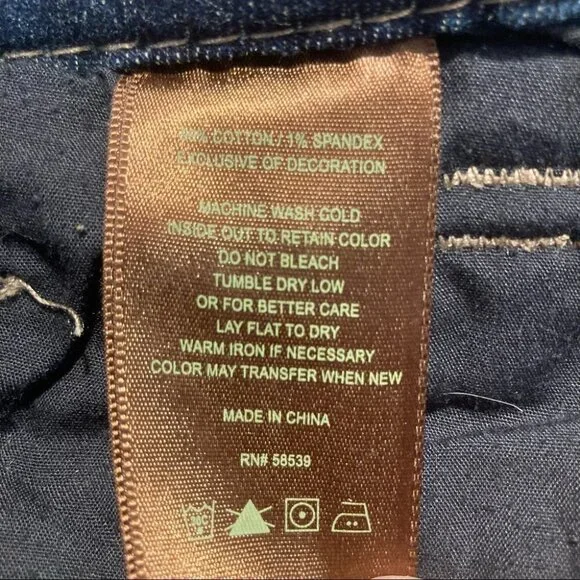 99% COTTON / 1% SPANDEX
EXCLUSIVE OF DECORATION
MACHINE WASH COLD
INSIDE OUT TO RETAIN COLOR
DO NOT BLEACH
TUMBLE DRY LOW
OR FOR BETTER CARE
LAY FLAT TO DRY
WARM IRON IF NECESSARY
COLOR MAY TRANSFER WHEN NEW
MADE IN CHINA
RN# 58539